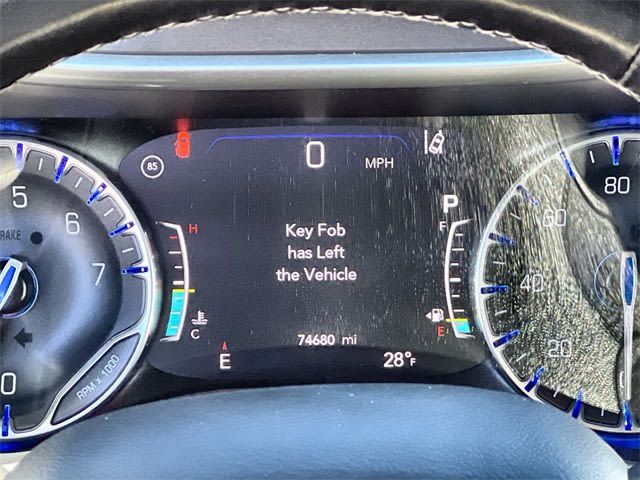 85
0 MPH
P
Key Fob
has Left
the Vehicle
H
C
F
E
74680 mi
E
28°F
5
6
7
0
RAKE
RPM x 1000
80
60
40
20